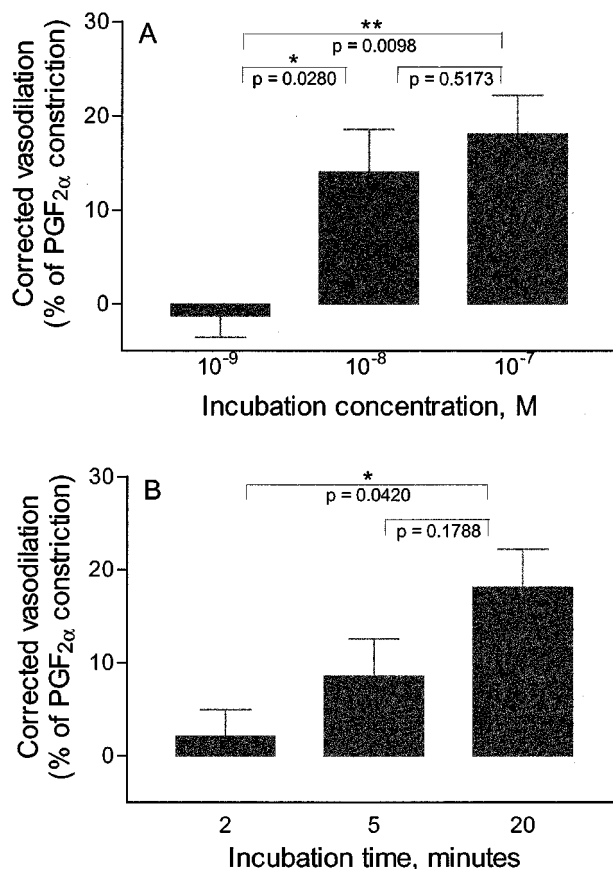 A
Corrected vasodilation
(% of PGF2α constriction)
30
20
10
0
**
p = 0.0098
*
p = 0.0280
p = 0.5173
10-9
10-8
10-7
Incubation concentration, M
B
Corrected vasodilation
(% of PGF2α constriction)
30
20
10
0
*
p = 0.0420
p = 0.1788
2
5
20
Incubation time, minutes